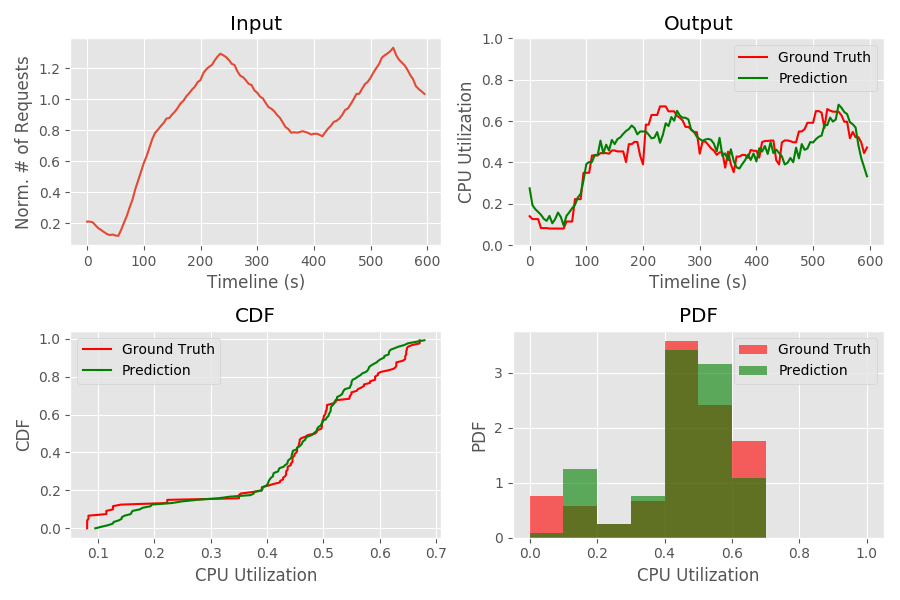 Input
Norm. # of Requests
1.2
1.0
0.8
0.6
0.4
0.2
0 100 200 300 400 500 600
Timeline (s)
Output
CPU Utilization
1.0
0.8
0.6
0.4
0.2
0.0
Ground Truth
Prediction
0 100 200 300 400 500 600
Timeline (s)
CDF
CDF
1.0
0.8
0.6
0.4
0.2
0.0
Ground Truth
Prediction
0.1 0.2 0.3 0.4 0.5 0.6 0.7
CPU Utilization
PDF
PDF
3
2
1
0
Ground Truth
Prediction
0.0 0.2 0.4 0.6 0.8 1.0
CPU Utilization